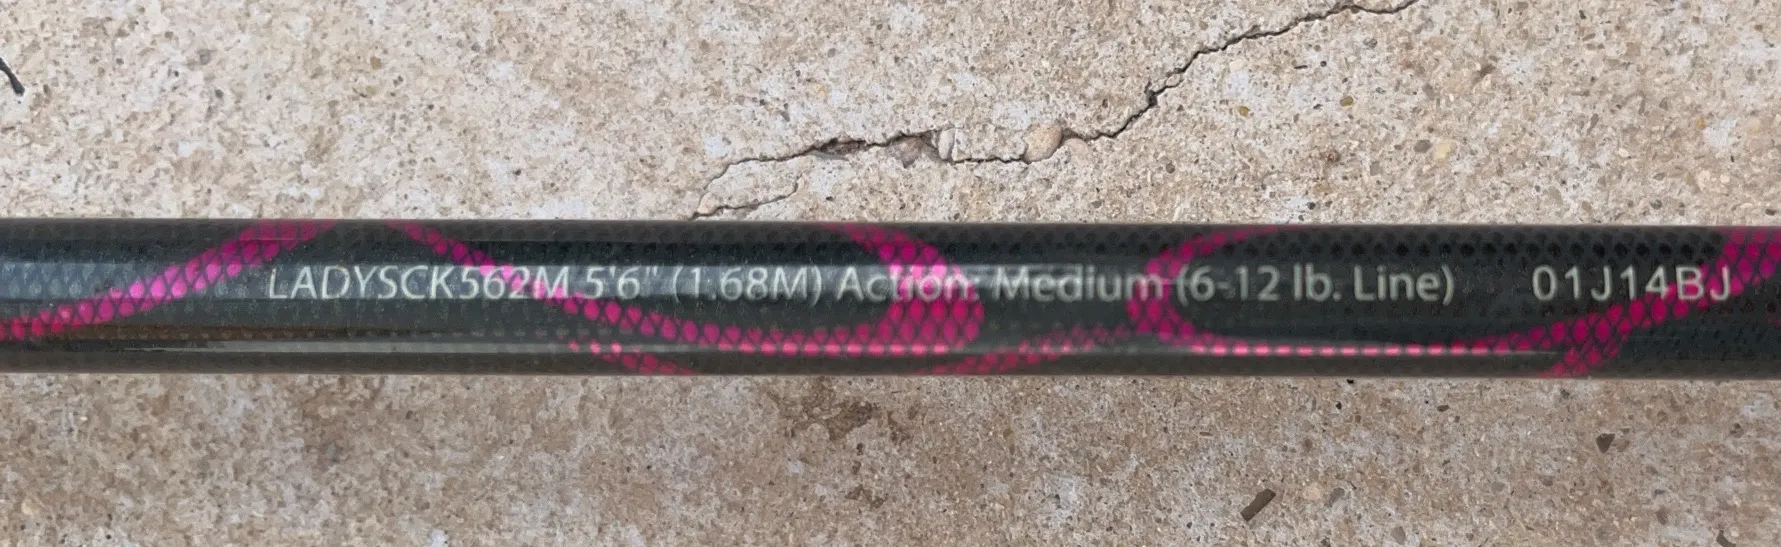 LADYSCK562M 5'6" (1.68M) Action: Medium (6-12 lb. Line) 01J14BJ